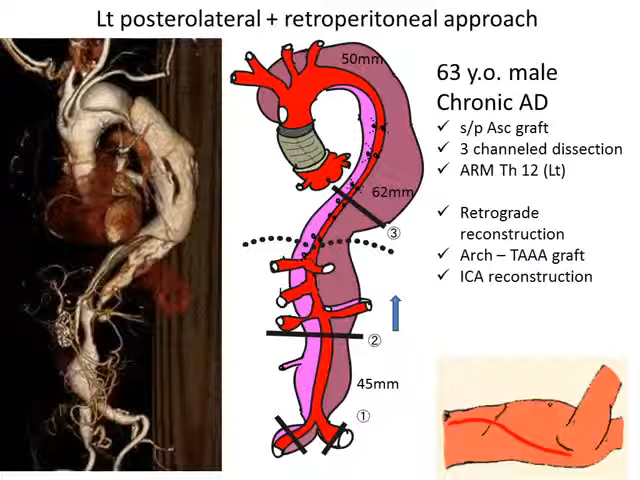 Lt posterolateral + retroperitoneal approach
50mm
62mm
③
②
45mm
①
63 y.o. male
Chronic AD
✓ s/p Asc graft
✓ 3 channeled dissection
✓ ARM Th 12 (Lt)
✓ Retrograde
reconstruction
✓ Arch – TAAA graft
✓ ICA reconstruction